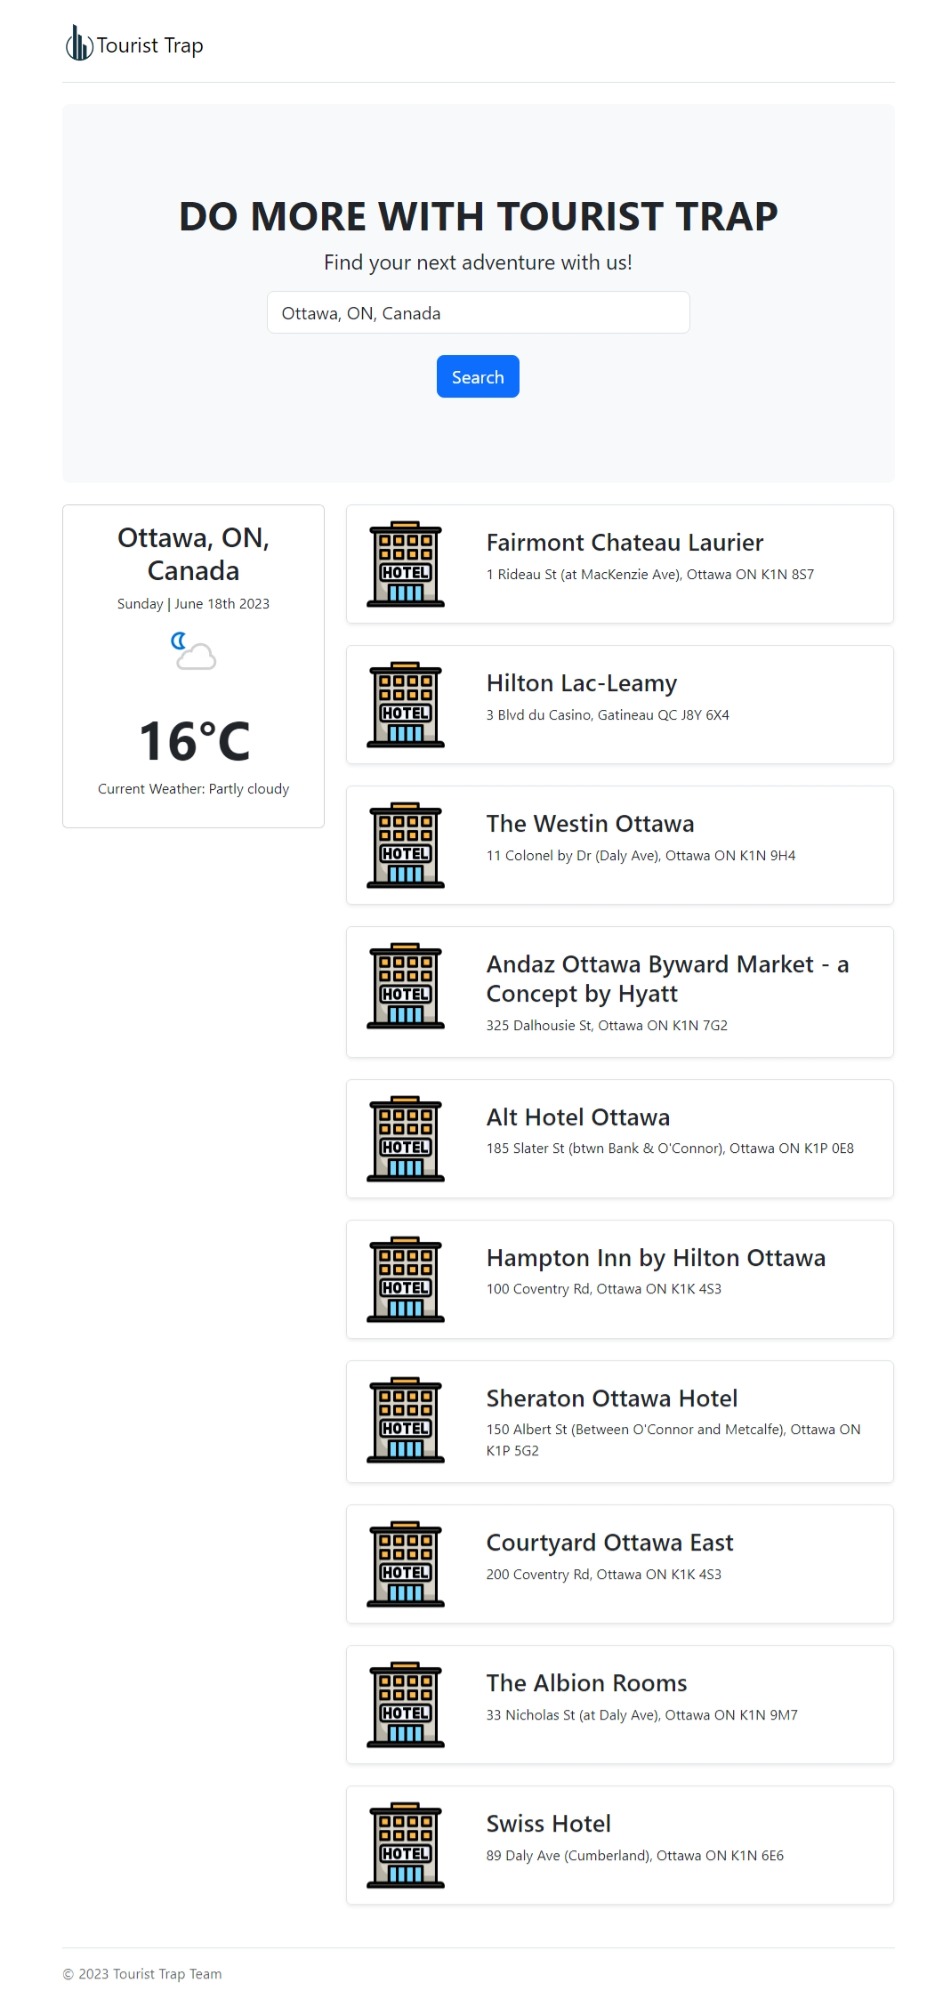 Tourist Trap
DO MORE WITH TOURIST TRAP
Find your next adventure with us!
Ottawa, ON, Canada
Search
Ottawa, ON,
Canada
Sunday | June 18th 2023
16°C
Current Weather: Partly cloudy
HOTEL
Fairmont Chateau Laurier
1 Rideau St (at MacKenzie Ave), Ottawa ON K1N 8S7
HOTEL
Hilton Lac-Leamy
3 Blvd du Casino, Gatineau QC J8Y 6X4
HOTEL
The Westin Ottawa
11 Colonel by Dr (Daly Ave), Ottawa ON K1N 9H4
HOTEL
Andaz Ottawa Byward Market - a
Concept by Hyatt
325 Dalhousie St, Ottawa ON K1N 7G2
HOTEL
Alt Hotel Ottawa
185 Slater St (btwn Bank & O'Connor), Ottawa ON K1P 0E8
HOTEL
Hampton Inn by Hilton Ottawa
100 Coventry Rd, Ottawa ON K1K 4S3
HOTEL
Sheraton Ottawa Hotel
150 Albert St (Between O'Connor and Metcalfe), Ottawa ON
K1P 5G2
HOTEL
Courtyard Ottawa East
200 Coventry Rd, Ottawa ON K1K 4S3
HOTEL
The Albion Rooms
33 Nicholas St (at Daly Ave), Ottawa ON K1N 9M7
HOTEL
Swiss Hotel
89 Daly Ave (Cumberland), Ottawa ON K1N 6E6
© 2023 Tourist Trap Team